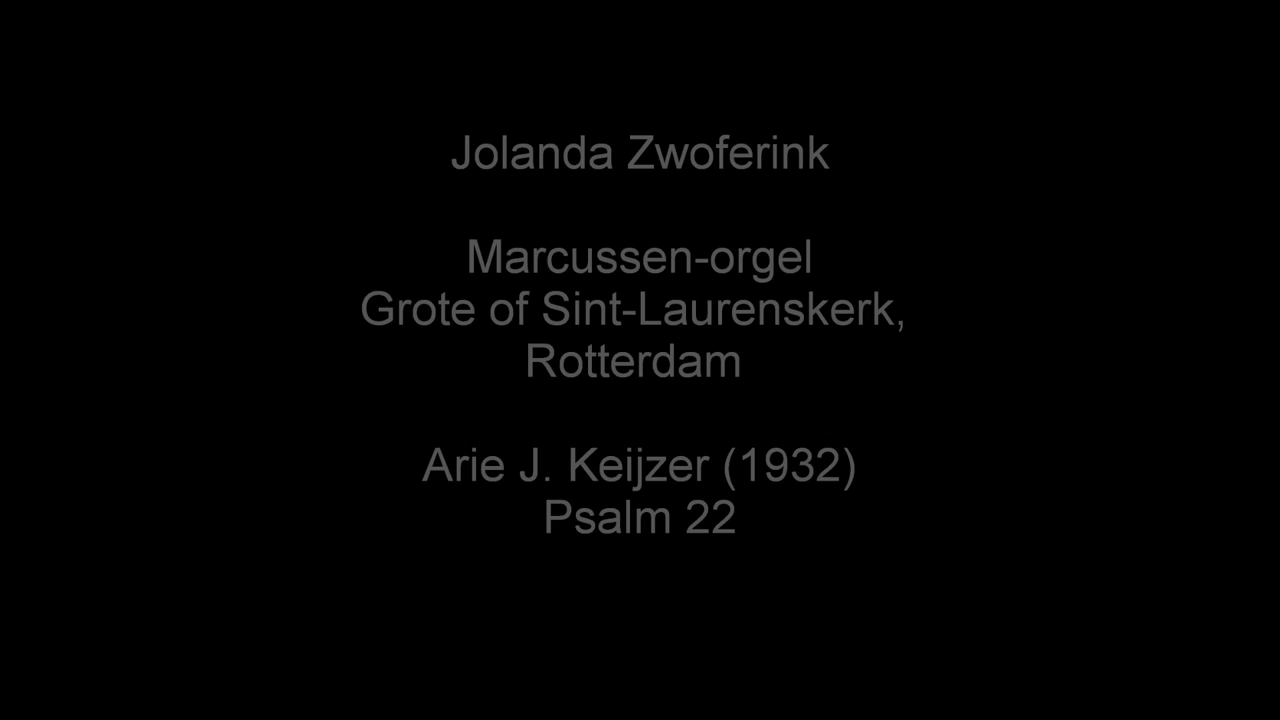 Jolanda Zwoferink
Marcussen-orgel
Grote of Sint-Laurenskerk,
Rotterdam
Arie J. Keijzer (1932)
Psalm 22